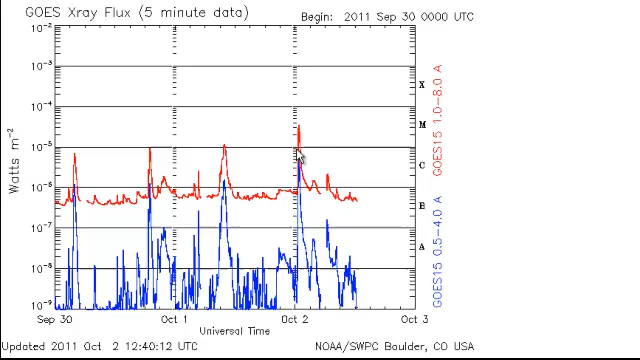 GOES Xray Flux (5 minute data)
Begin: 2011 Sep 30 0000 UTC
10-2
10-3
10-4
10-5
10-6
10-7
10-8
10-9
Watts m-2
X
M
C
B
A
GOES15 1.0-8.0 A
GOES15 0.5-4.0 A
Sep 30
Oct 1
Oct 2
Oct 3
Universal Time
Updated 2011 Oct 2 12:40:12 UTC
NOAA/SWPC Boulder, CO USA